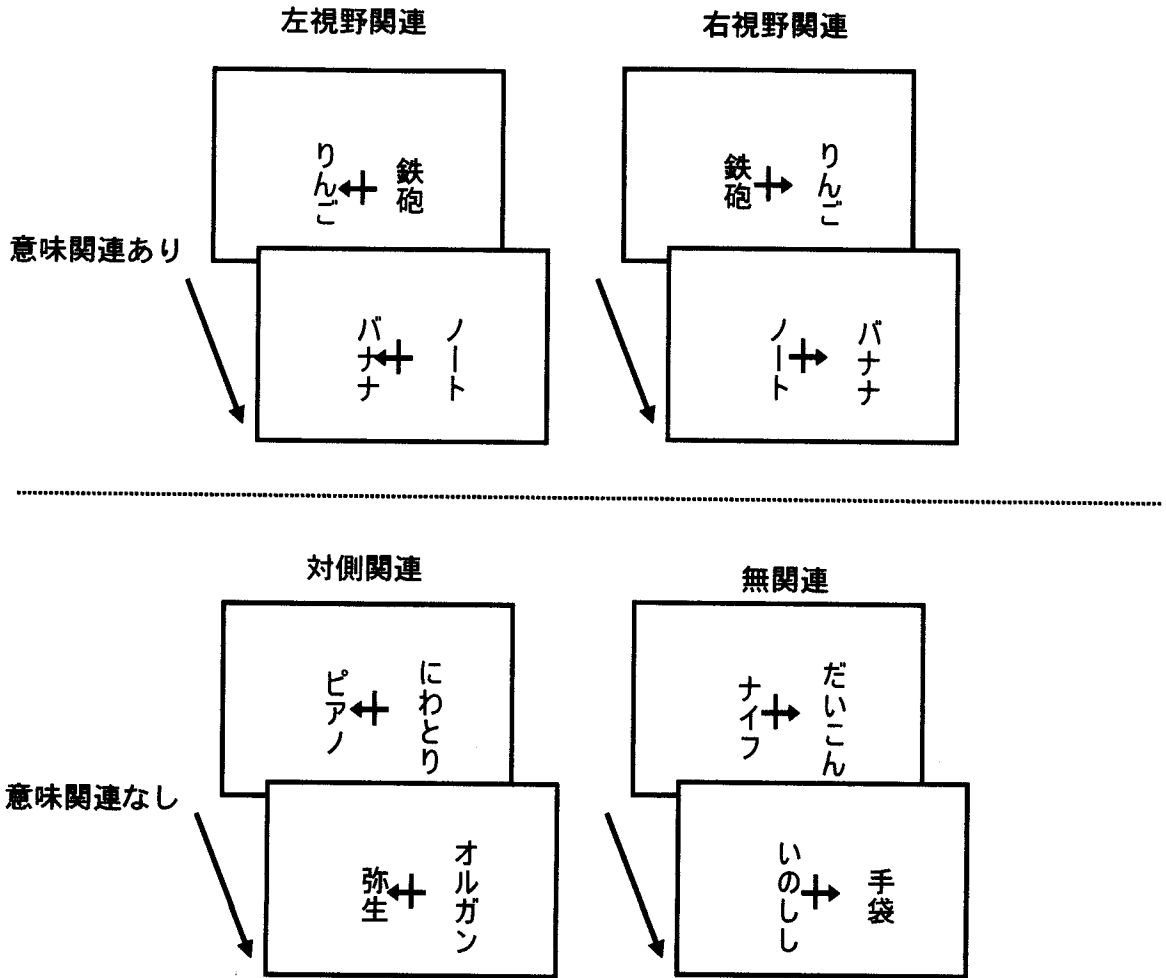 左視野関連
右視野関連
りんご
鉄砲
鉄砲
りんご
意味関連あり
バナナ
ノート
ノート
バナナ
対側関連
無関連
ピアノ
にわとり
ナイフ
だいこん
意味関連なし
弥生
オルガン
いのしし
手袋